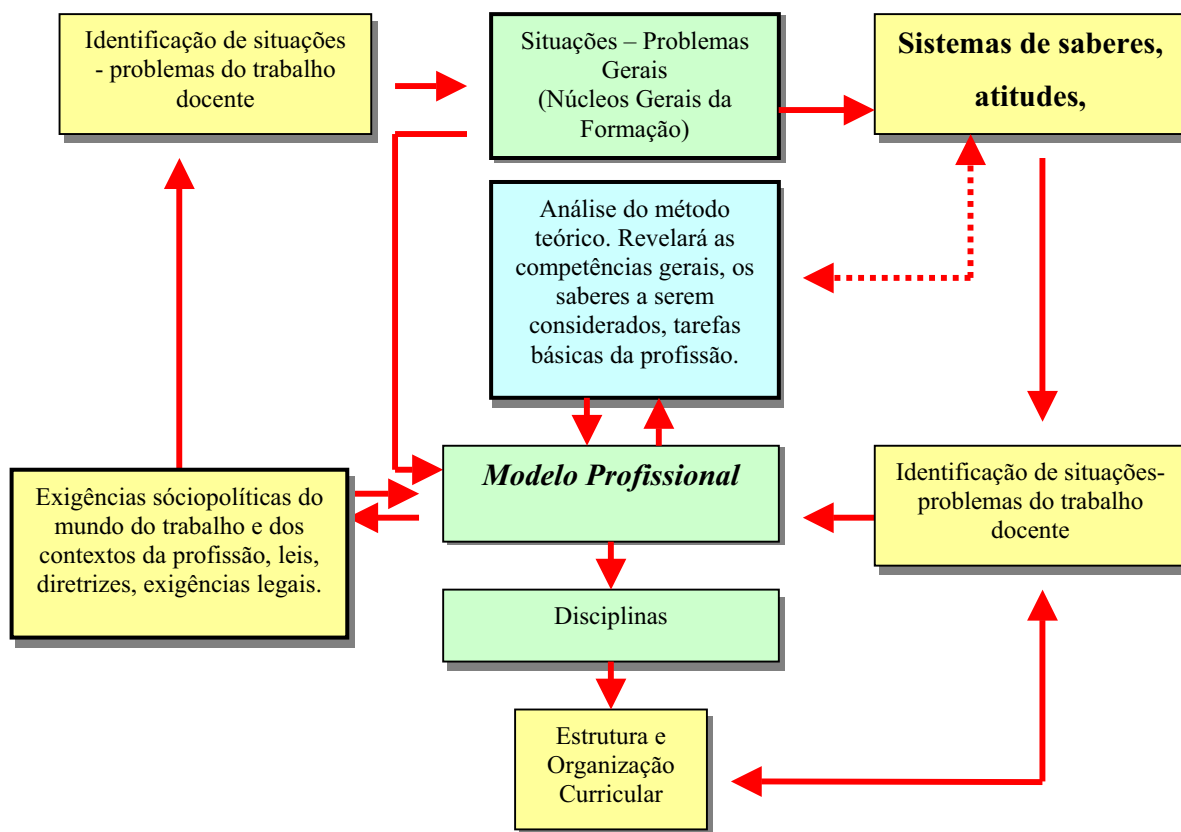 Identificação de situações
- problemas do trabalho
docente
Situações – Problemas
Gerais
(Núcleos Gerais da
Formação)
Sistemas de saberes,
atitudes,
Análise do método
teórico. Revelará as
competências gerais, os
saberes a serem
considerados, tarefas
básicas da profissão.
Exigências sóciopolíticas do
mundo do trabalho e dos
contextos da profissão, leis,
diretrizes, exigências legais.
Modelo Profissional
Identificação de situações-
problemas do trabalho
docente
Disciplinas
Estrutura e
Organização
Curricular